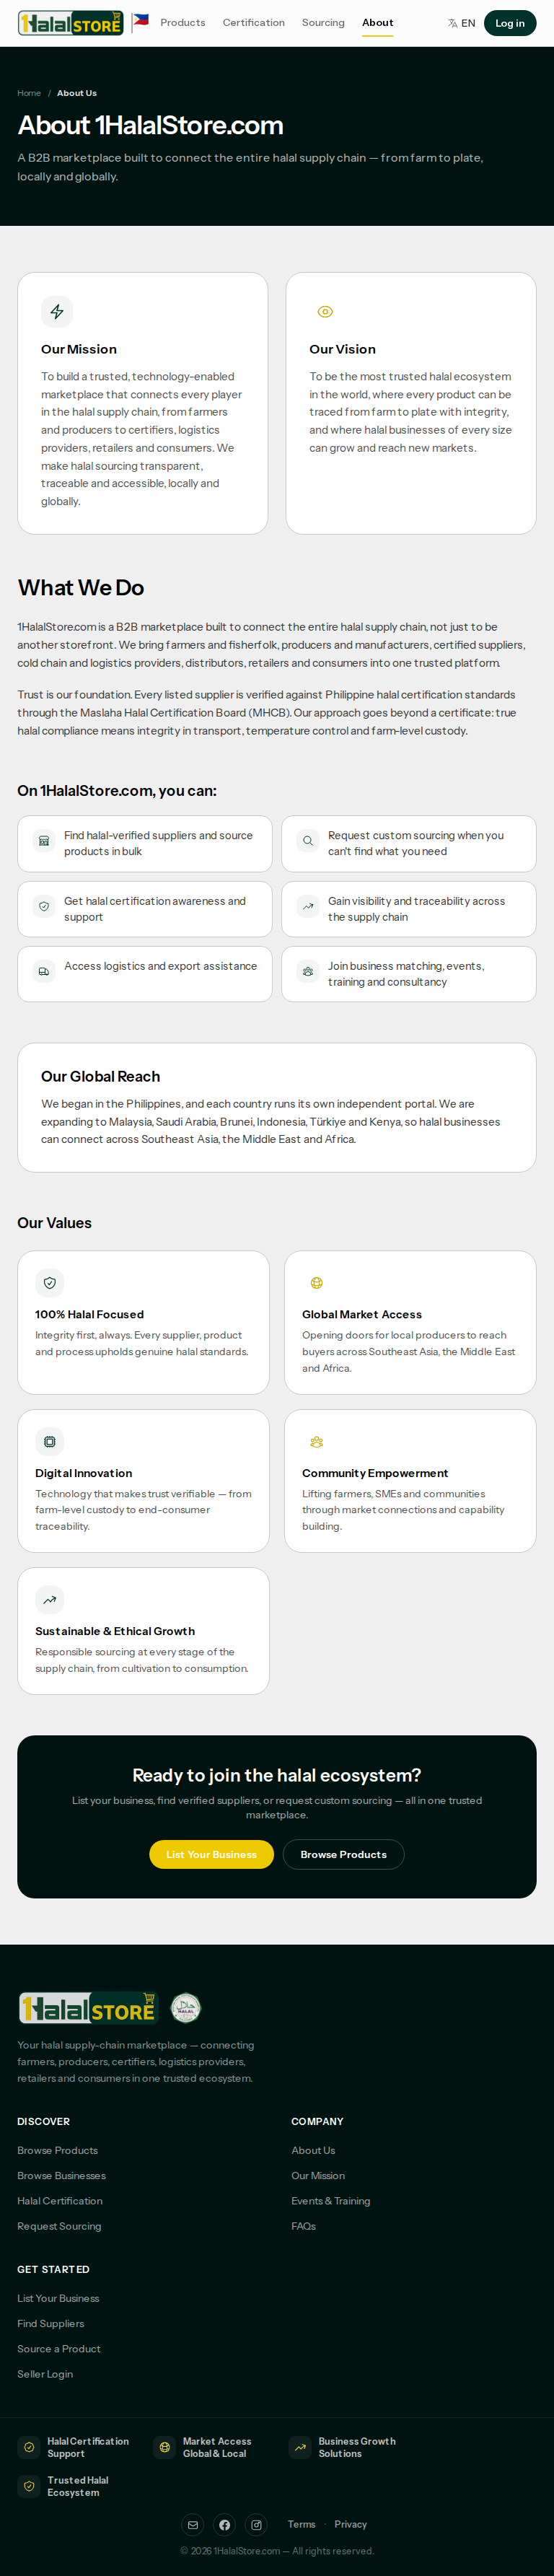 1Halal STORE
Products
Certification
Sourcing
About
EN
Log in
Home / About Us
About 1HalalStore.com
A B2B marketplace built to connect the entire halal supply chain — from farm to plate,
locally and globally.
Our Mission
To build a trusted, technology-enabled
marketplace that connects every player
in the halal supply chain, from farmers
and producers to certifiers, logistics
providers, retailers and consumers. We
make halal sourcing transparent,
traceable and accessible, locally and
globally.
Our Vision
To be the most trusted halal ecosystem
in the world, where every product can be
traced from farm to plate with integrity,
and where halal businesses of every size
can grow and reach new markets.
What We Do
1HalalStore.com is a B2B marketplace built to connect the entire halal supply chain, not just to be
another storefront. We bring farmers and fisherfolk, producers and manufacturers, certified suppliers,
cold chain and logistics providers, distributors, retailers and consumers into one trusted platform.
Trust is our foundation. Every listed supplier is verified against Philippine halal certification standards
through the Maslaha Halal Certification Board (MHCB). Our approach goes beyond a certificate: true
halal compliance means integrity in transport, temperature control and farm-level custody.
On 1HalalStore.com, you can:
Find halal-verified suppliers and source
products in bulk
Request custom sourcing when you
can't find what you need
Get halal certification awareness and
support
Gain visibility and traceability across
the supply chain
Access logistics and export assistance
Join business matching, events,
training and consultancy
Our Global Reach
We began in the Philippines, and each country runs its own independent portal. We are
expanding to Malaysia, Saudi Arabia, Brunei, Indonesia, Türkiye and Kenya, so halal businesses
can connect across Southeast Asia, the Middle East and Africa.
Our Values
100% Halal Focused
Integrity first, always. Every supplier, product
and process upholds genuine halal standards.
Global Market Access
Opening doors for local producers to reach
buyers across Southeast Asia, the Middle East
and Africa.
Digital Innovation
Technology that makes trust verifiable — from
farm-level custody to end-consumer
traceability.
Community Empowerment
Lifting farmers, SMEs and communities
through market connections and capability
building.
Sustainable & Ethical Growth
Responsible sourcing at every stage of the
supply chain, from cultivation to consumption.
Ready to join the halal ecosystem?
List your business, find verified suppliers, or request custom sourcing — all in one trusted
marketplace.
List Your Business
Browse Products
1Halal STORE
حلال
HALAL
Your halal supply-chain marketplace — connecting
farmers, producers, certifiers, logistics providers,
retailers and consumers in one trusted ecosystem.
DISCOVER
Browse Products
Browse Businesses
Halal Certification
Request Sourcing
COMPANY
About Us
Our Mission
Events & Training
FAQs
GET STARTED
List Your Business
Find Suppliers
Source a Product
Seller Login
Halal Certification
Support
Market Access
Global & Local
Business Growth
Solutions
Trusted Halal
Ecosystem
Terms · Privacy
© 2026 1HalalStore.com — All rights reserved.